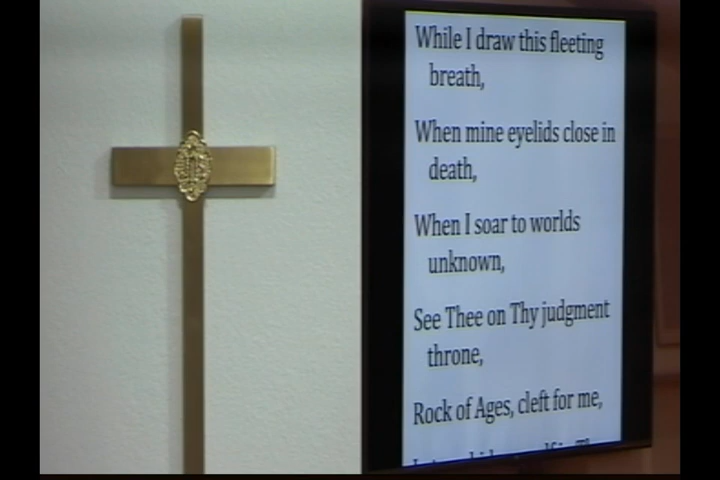 While I draw this fleeting
breath,
When mine eyelids close in
death,
When I soar to worlds
unknown,
See Thee on Thy judgment
throne,
Rock of Ages, cleft for me,